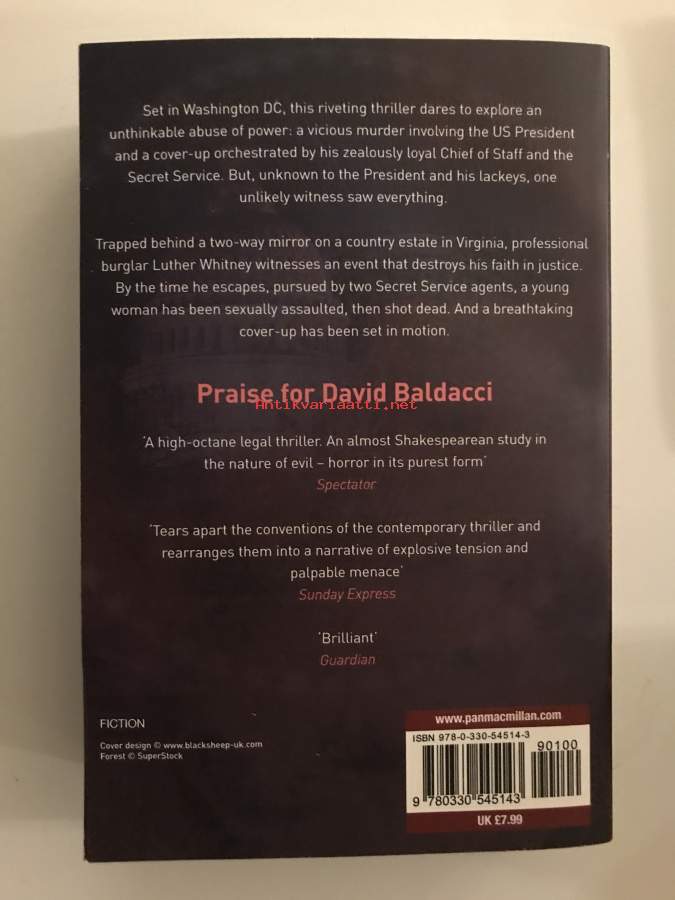 Set in Washington DC, this riveting thriller dares to explore an
unthinkable abuse of power: a vicious murder involving the US President
and a cover-up orchestrated by his zealously loyal Chief of Staff and the
Secret Service. But, unknown to the President and his lackeys, one
unlikely witness saw everything.
Trapped behind a two-way mirror on a country estate in Virginia, professional
burglar Luther Whitney witnesses an event that destroys his faith in justice.
By the time he escapes, pursued by two Secret Service agents, a young
woman has been sexually assaulted, then shot dead. And a breathtaking
cover-up has been set in motion.
Praise for David Baldacci
Antikvariaatti.net
'A high-octane legal thriller. An almost Shakespearean study in
the nature of evil – horror in its purest form'
Spectator
'Tears apart the conventions of the contemporary thriller and
rearranges them into a narrative of explosive tension and
palpable menace'
Sunday Express
'Brilliant'
Guardian
FICTION
Cover design © www.blacksheep-uk.com
Forest © SuperStock
www.panmacmillan.com
ISBN 978-0-330-54514-3
90100
9 780330 545143
UK £7.99